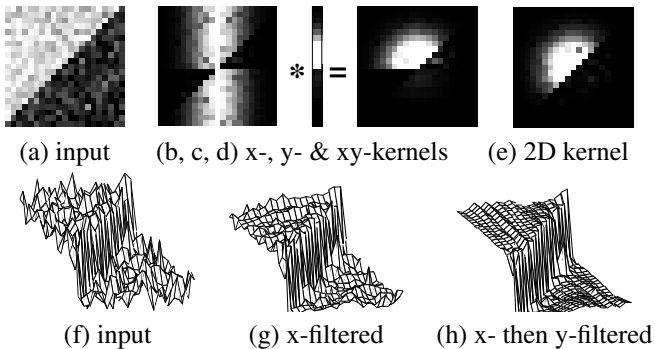 * =
(a) input (b, c, d) x-, y- & xy-kernels (e) 2D kernel
(f) input (g) x-filtered (h) x- then y-filtered